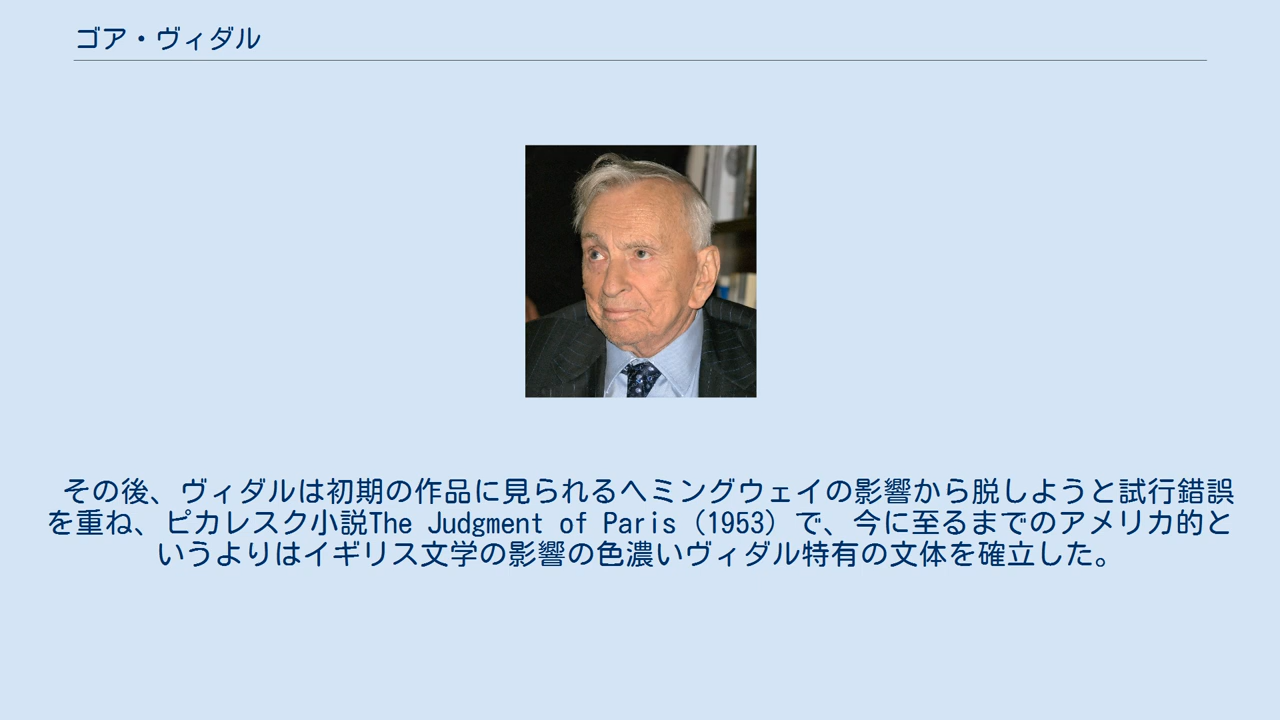 ゴア・ヴィダル
その後、ヴィダルは初期の作品に見られるヘミングウェイの影響から脱しようと試行錯誤
を重ね、ピカレスク小説The Judgment of Paris（1953）で、今に至るまでのアメリカ的と
いうよりはイギリス文学の影響の色濃いヴィダル特有の文体を確立した。